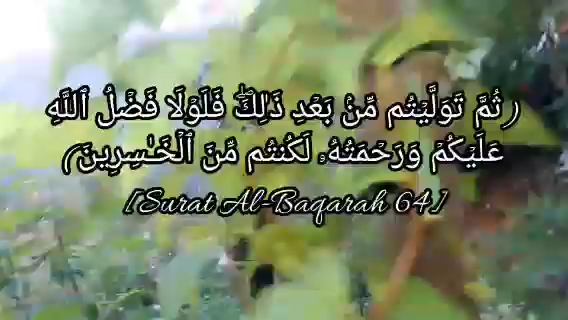 (ثُمَّ تَوَلَّيْتُم مِّنۢ بَعْدِ ذَٰلِكَ ۖ فَلَوْلَا فَضْلُ ٱللَّهِ
عَلَيْكُمْ وَرَحْمَتُهُۥ لَكُنتُم مِّنَ ٱلْخَـٰسِرِينَ)
[Surat Al-Baqarah 64]